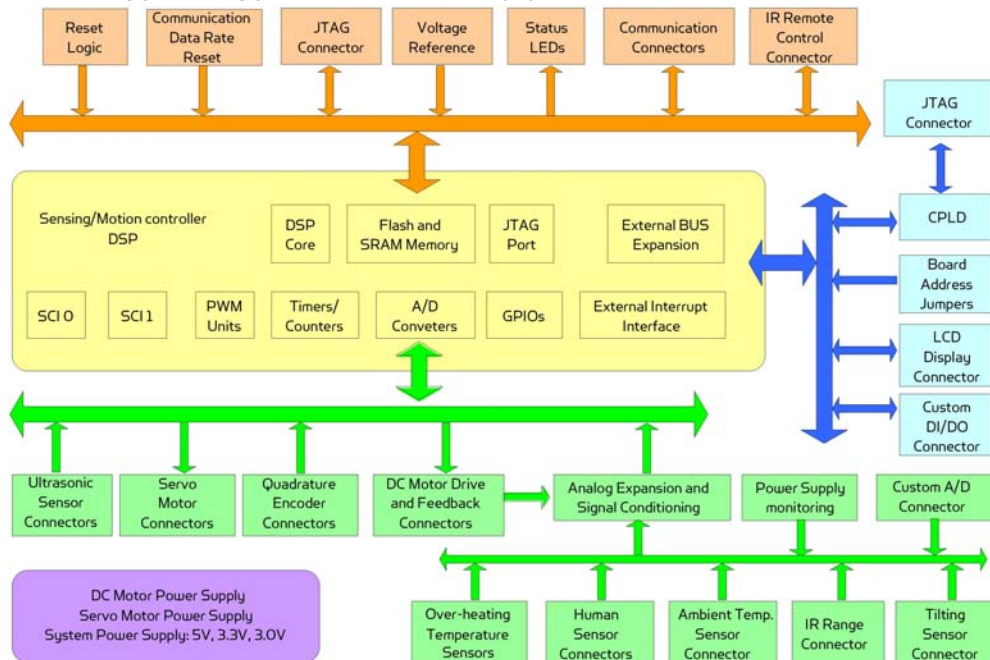 Reset
Logic
Communication
Data Rate
Reset
JTAG
Connector
Voltage
Reference
Status
LEDs
Communication
Connectors
IR Remote
Control
Connector
JTAG
Connector
Sensing/Motion controller
DSP
DSP
Core
Flash and
SRAM Memory
JTAG
Port
External BUS
Expansion
CPLD
SCI 0
SCI 1
PWM
Units
Timers/
Counters
A/D
Conveters
GPIOs
External Interrupt
Interface
Board
Address
Jumpers
LCD
Display
Connector
Custom
DI/DO
Connector
Ultrasonic
Sensor
Connectors
Servo
Motor
Connectors
Quadrature
Encoder
Connectors
DC Motor Drive
and Feedback
Connectors
Analog Expansion and
Signal Conditioning
Power Supply
monitoring
Custom A/D
Connector
DC Motor Power Supply
Servo Motor Power Supply
System Power Supply: 5V, 3.3V, 3.0V
Over-heating
Temperature
Sensors
Human
Sensor
Connectors
Ambient Temp.
Sensor
Connector
IR Range
Connector
Tilting
Sensor
Connector